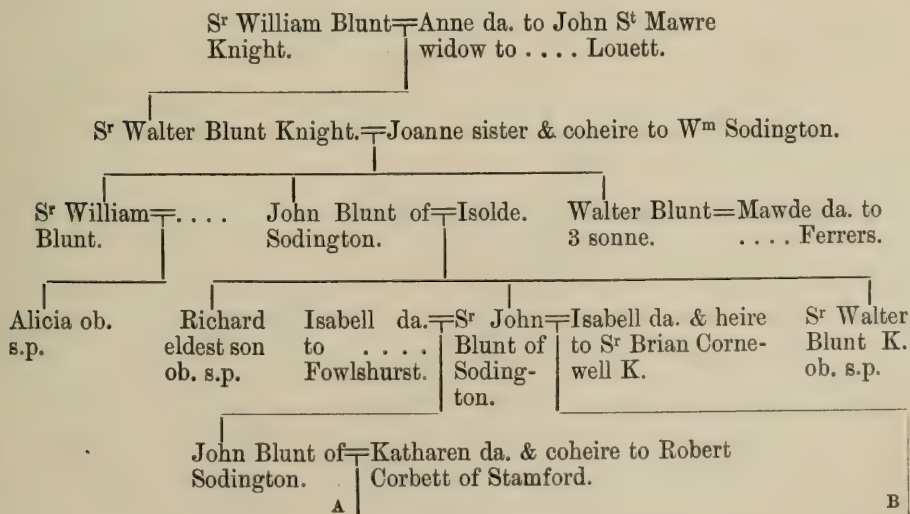 Sʳ William Blunt Anne da. to John Sᵗ Mawre
Knight. widow to .... Louett.
Sʳ Walter Blunt Knight. Joanne sister & coheire to Wᵐ Sodington.
Sʳ William ....
Blunt.
John Blunt of Isolde.
Sodington.
Walter Blunt=Mawde da. to
3 sonne. .... Ferrers.
Alicia ob.
s.p.
Richard
eldest son
ob. s.p.
Isabell da.
to ....
Fowlshurst.
Sʳ John
Blunt of
Soding-
ton.
Isabell da. & heire
to Sʳ Brian Corne-
well K.
Sʳ Walter
Blunt K.
ob. s.p.
John Blunt of Katharen da. & coheire to Robert
Sodington. Corbett of Stamford.
A B